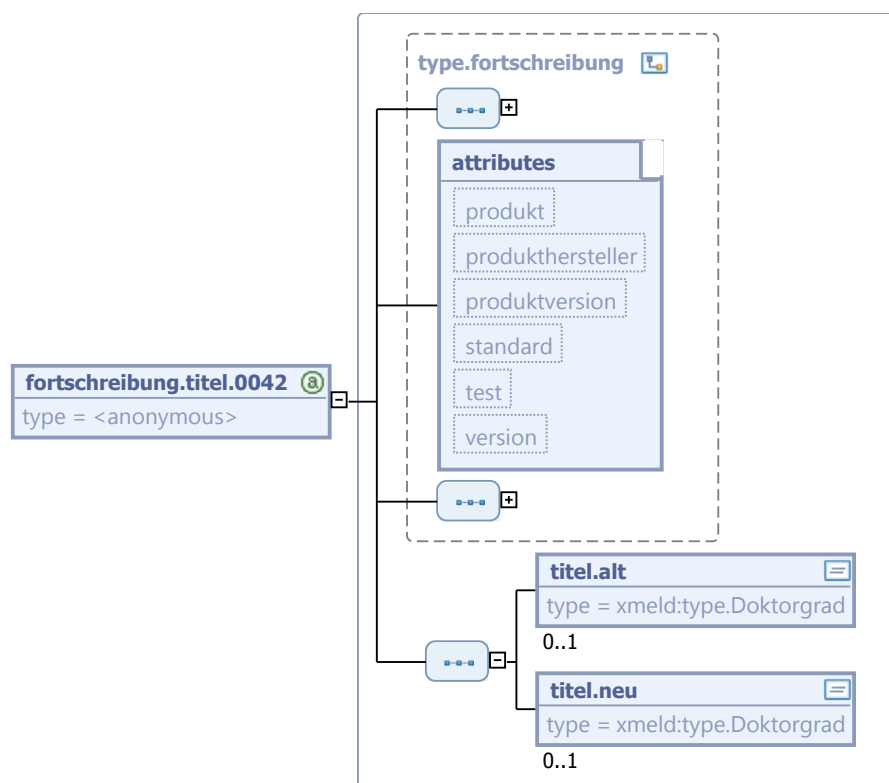 type.fortschreibung
attributes
produkt
produkthersteller
produktversion
standard
test
version
fortschreibung.titel.0042
type = <anonymous>
titel.alt
type = xmeld:type.Doktorgrad
0..1
titel.neu
type = xmeld:type.Doktorgrad
0..1